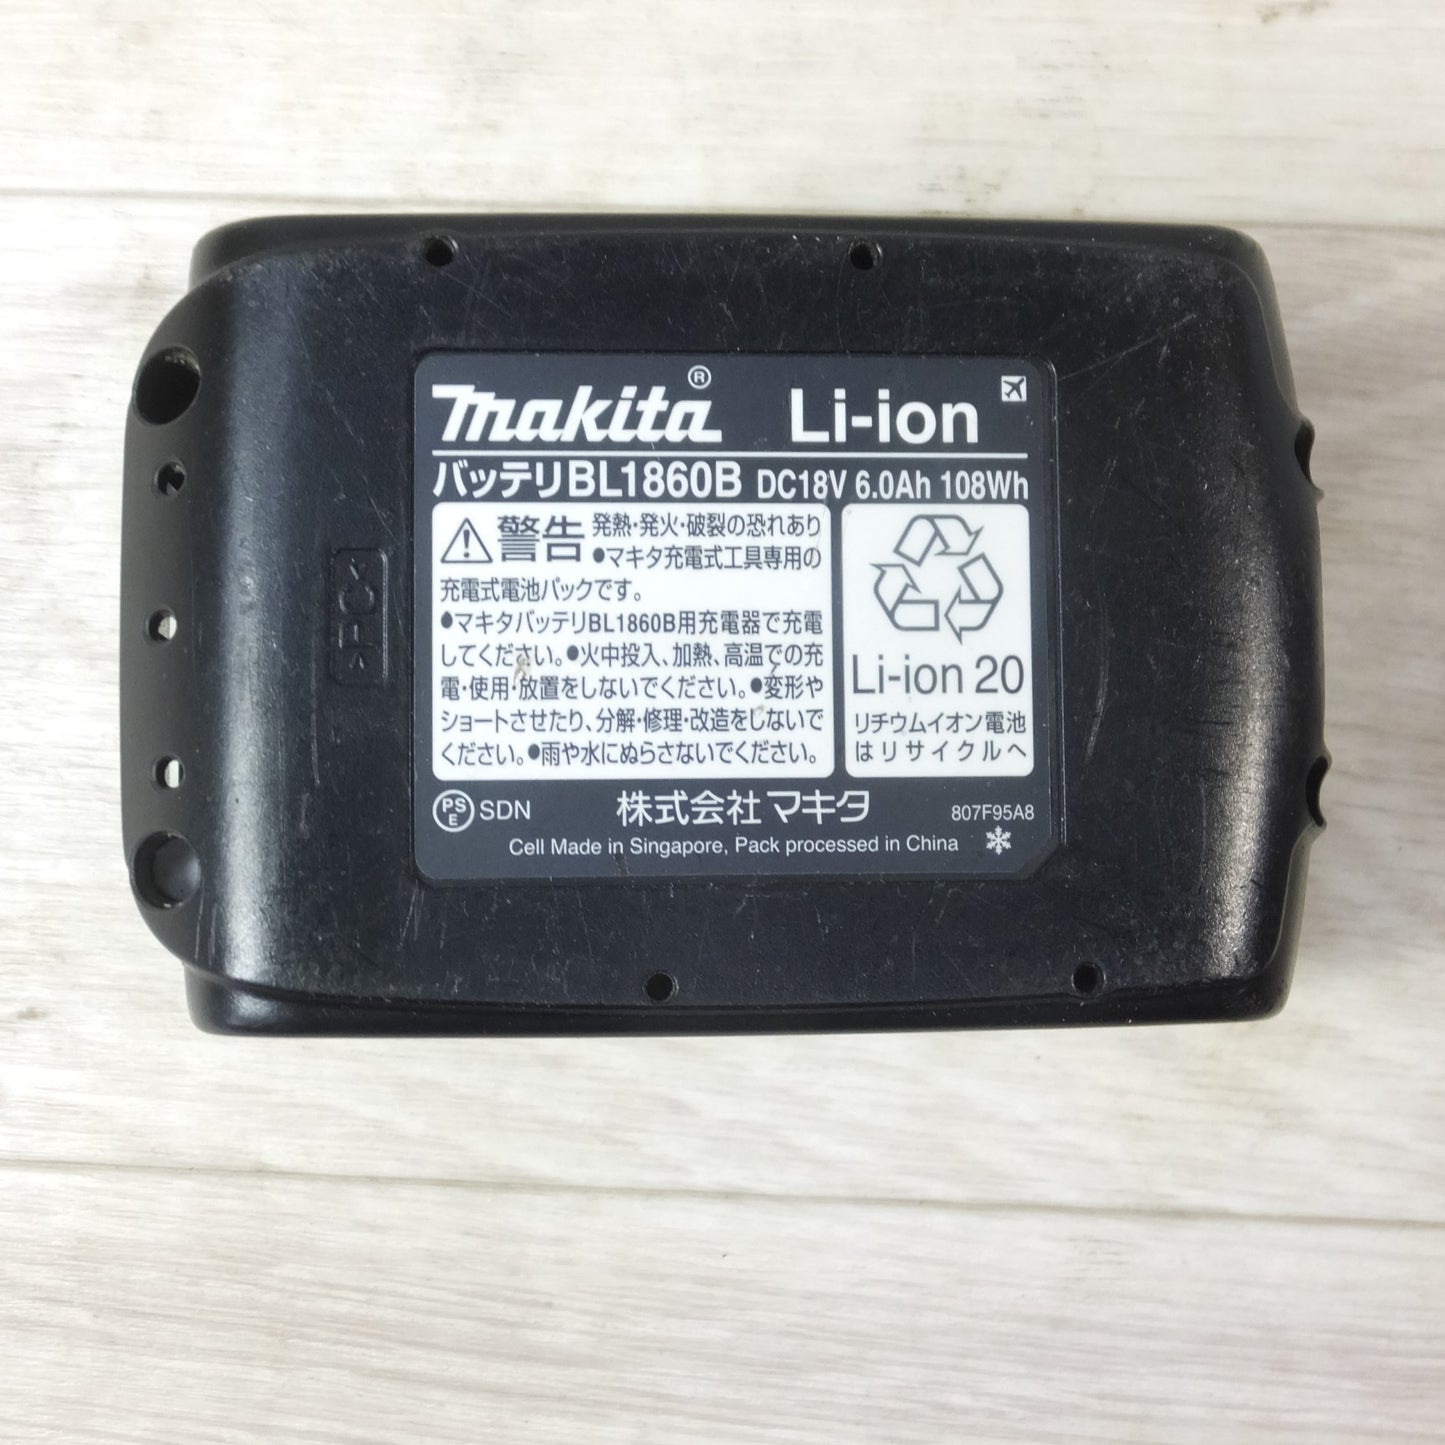 makita® Li-ion
バッテリBL1860B DC18V 6.0Ah 108Wh
警告 発熱・発火・破裂の恐れあり
●マキタ充電式工具専用の
充電式電池パックです。
●マキタバッテリBL1860B用充電器で充電
してください。●火中投入、加熱、高温での充
電・使用・放置をしないでください。●変形や
ショートさせたり、分解・修理・改造をしないで
ください。●雨や水にぬらさないでください。
Li-ion 20
リチウムイオン電池
はリサイクルへ
PSE SDN 株式会社マキタ 807F95A8
Cell Made in Singapore, Pack processed in China
>PC<